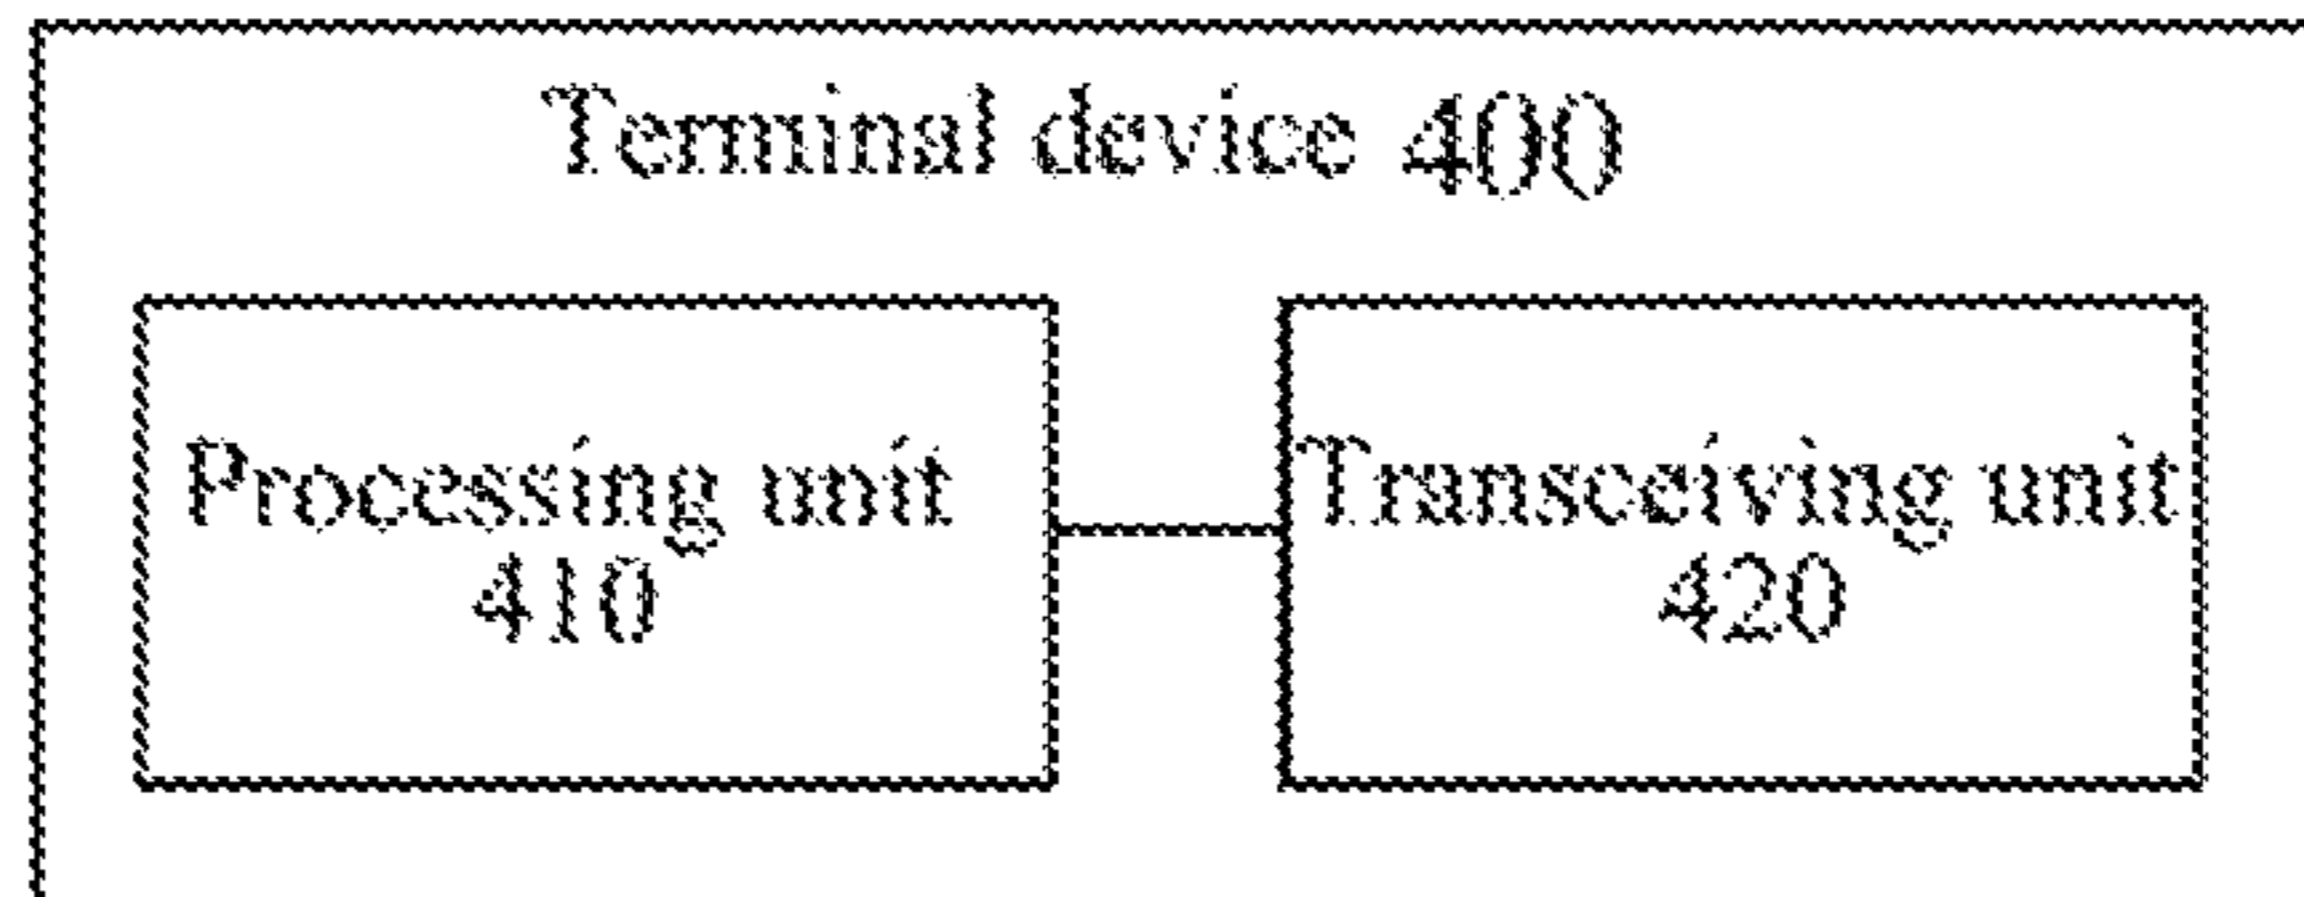 Terminal device 400
Processing unit
410
Transceiving unit
420